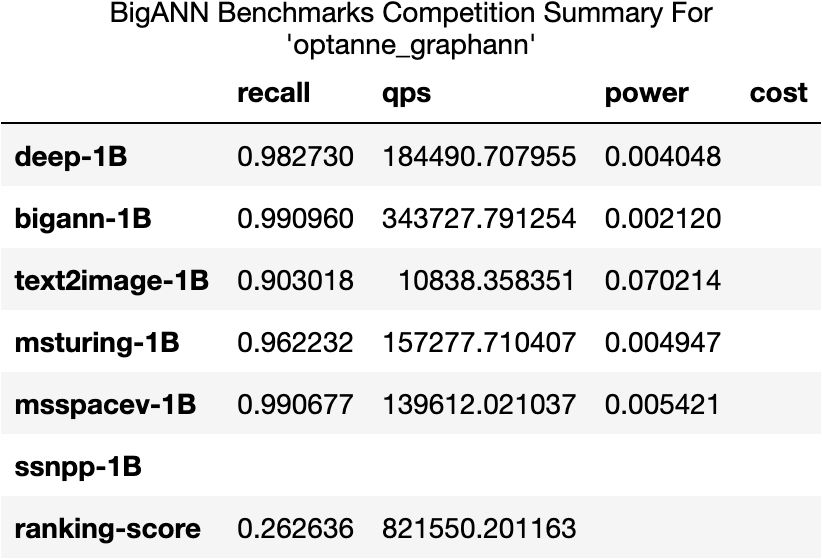 BigANN Benchmarks Competition Summary For
'optanne_graphann'
recall qps power cost
deep-1B 0.982730 184490.707955 0.004048
bigann-1B 0.990960 343727.791254 0.002120
text2image-1B 0.903018 10838.358351 0.070214
msturing-1B 0.962232 157277.710407 0.004947
msspacev-1B 0.990677 139612.021037 0.005421
ssnpp-1B
ranking-score 0.262636 821550.201163